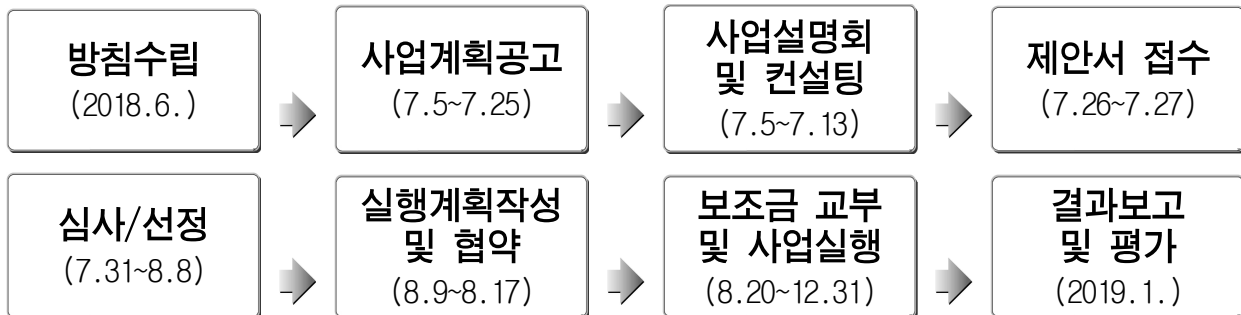 방침수립
(2018.6.)
사업계획공고
(7.5~7.25)
사업설명회
및 컨설팅
(7.5~7.13)
제안서 접수
(7.26~7.27)
심사/선정
(7.31~8.8)
실행계획작성
및 협약
(8.9~8.17)
보조금 교부
및 사업실행
(8.20~12.31)
결과보고
및 평가
(2019.1.)